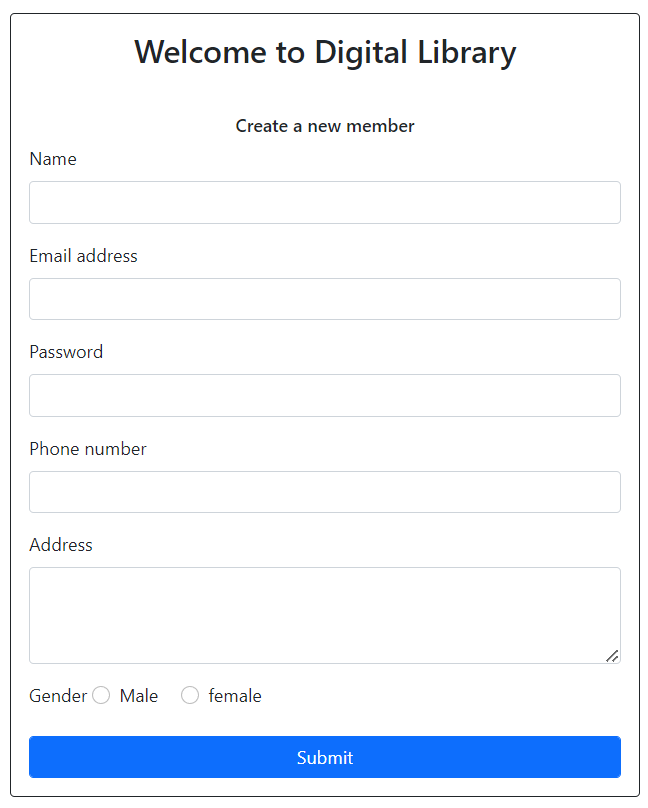 Welcome to Digital Library
Create a new member
Name
Email address
Password
Phone number
Address
Gender Male female
Submit